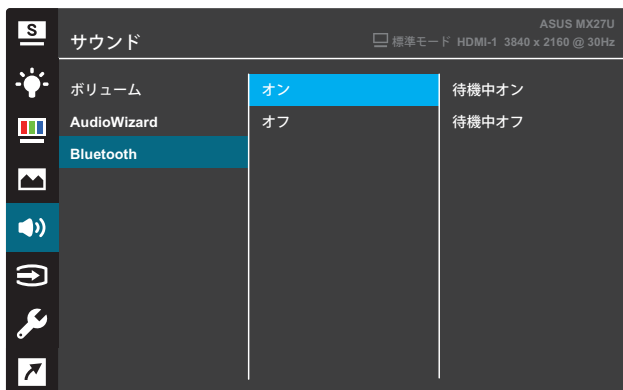 S
ASUS MX27U
サウンド
標準モード HDMI-1 3840 x 2160 @ 30Hz
ボリューム
オン
待機中オン
AudioWizard
オフ
待機中オフ
Bluetooth